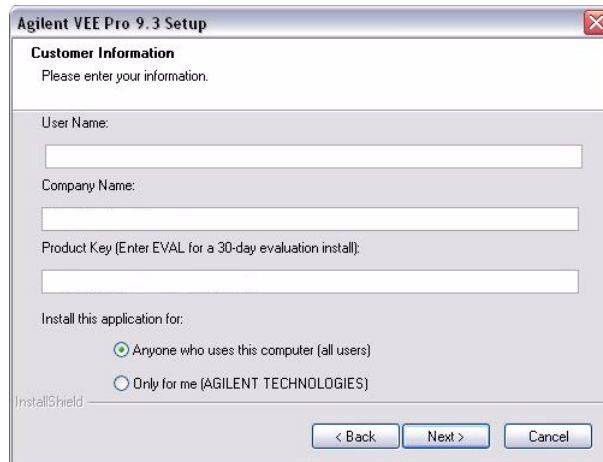 Agilent VEE Pro 9.3 Setup
Customer Information
Please enter your information.
User Name:
Company Name:
Product Key (Enter EVAL for a 30-day evaluation install):
Install this application for:
Anyone who uses this computer (all users)
Only for me (AGILENT TECHNOLOGIES)
InstallShield
< Back Next > Cancel